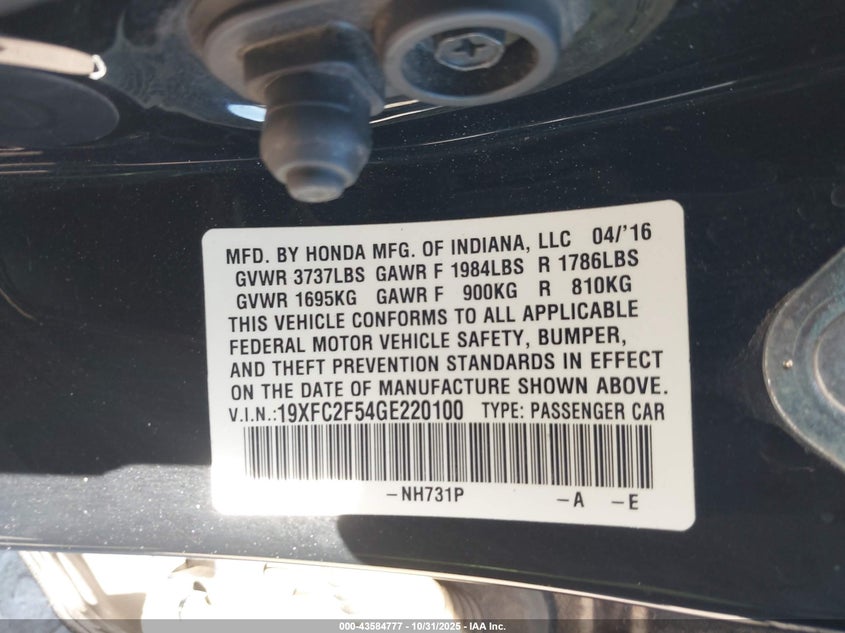 MFD. BY HONDA MFG. OF INDIANA, LLC 04/'16
GVWR 3737LBS GAWR F 1984LBS R 1786LBS
GVWR 1695KG GAWR F 900KG R 810KG
THIS VEHICLE CONFORMS TO ALL APPLICABLE
FEDERAL MOTOR VEHICLE SAFETY, BUMPER,
AND THEFT PREVENTION STANDARDS IN EFFECT
ON THE DATE OF MANUFACTURE SHOWN ABOVE.
V.I.N.:19XFC2F54GE220100 TYPE: PASSENGER CAR
–NH731P –A –E
000-43584777 - 10/31/2025 - IAA Inc.